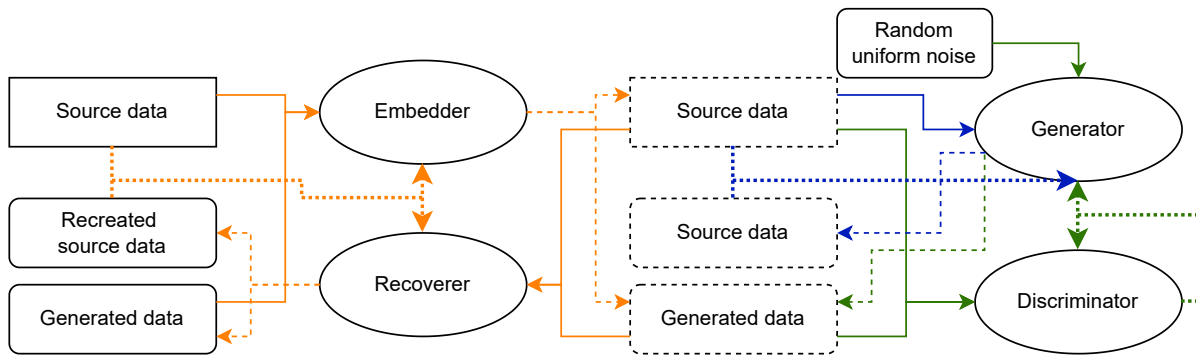 Random
uniform noise
Source data
Embedder
Source data
Generator
Recreated
source data
Source data
Recoverer
Generated data
Generated data
Discriminator